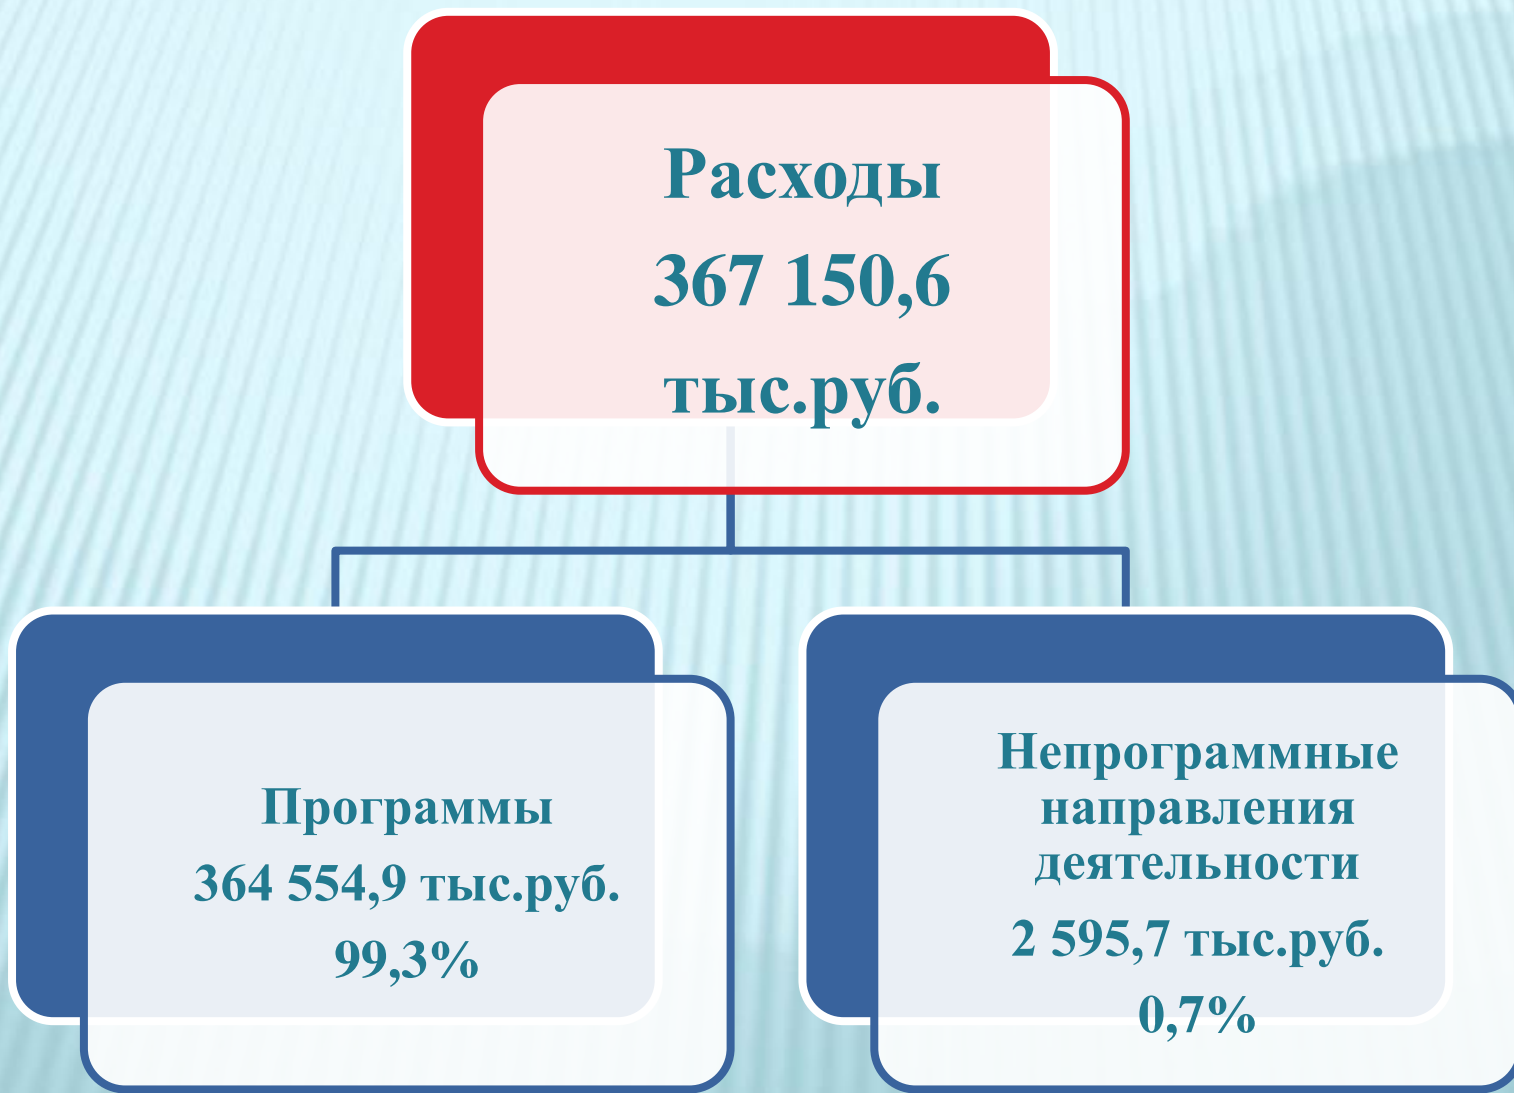 Расходы
367 150,6
тыс.руб.
Программы
364 554,9 тыс.руб.
99,3%
Непрограммные
направления
деятельности
2 595,7 тыс.руб.
0,7%